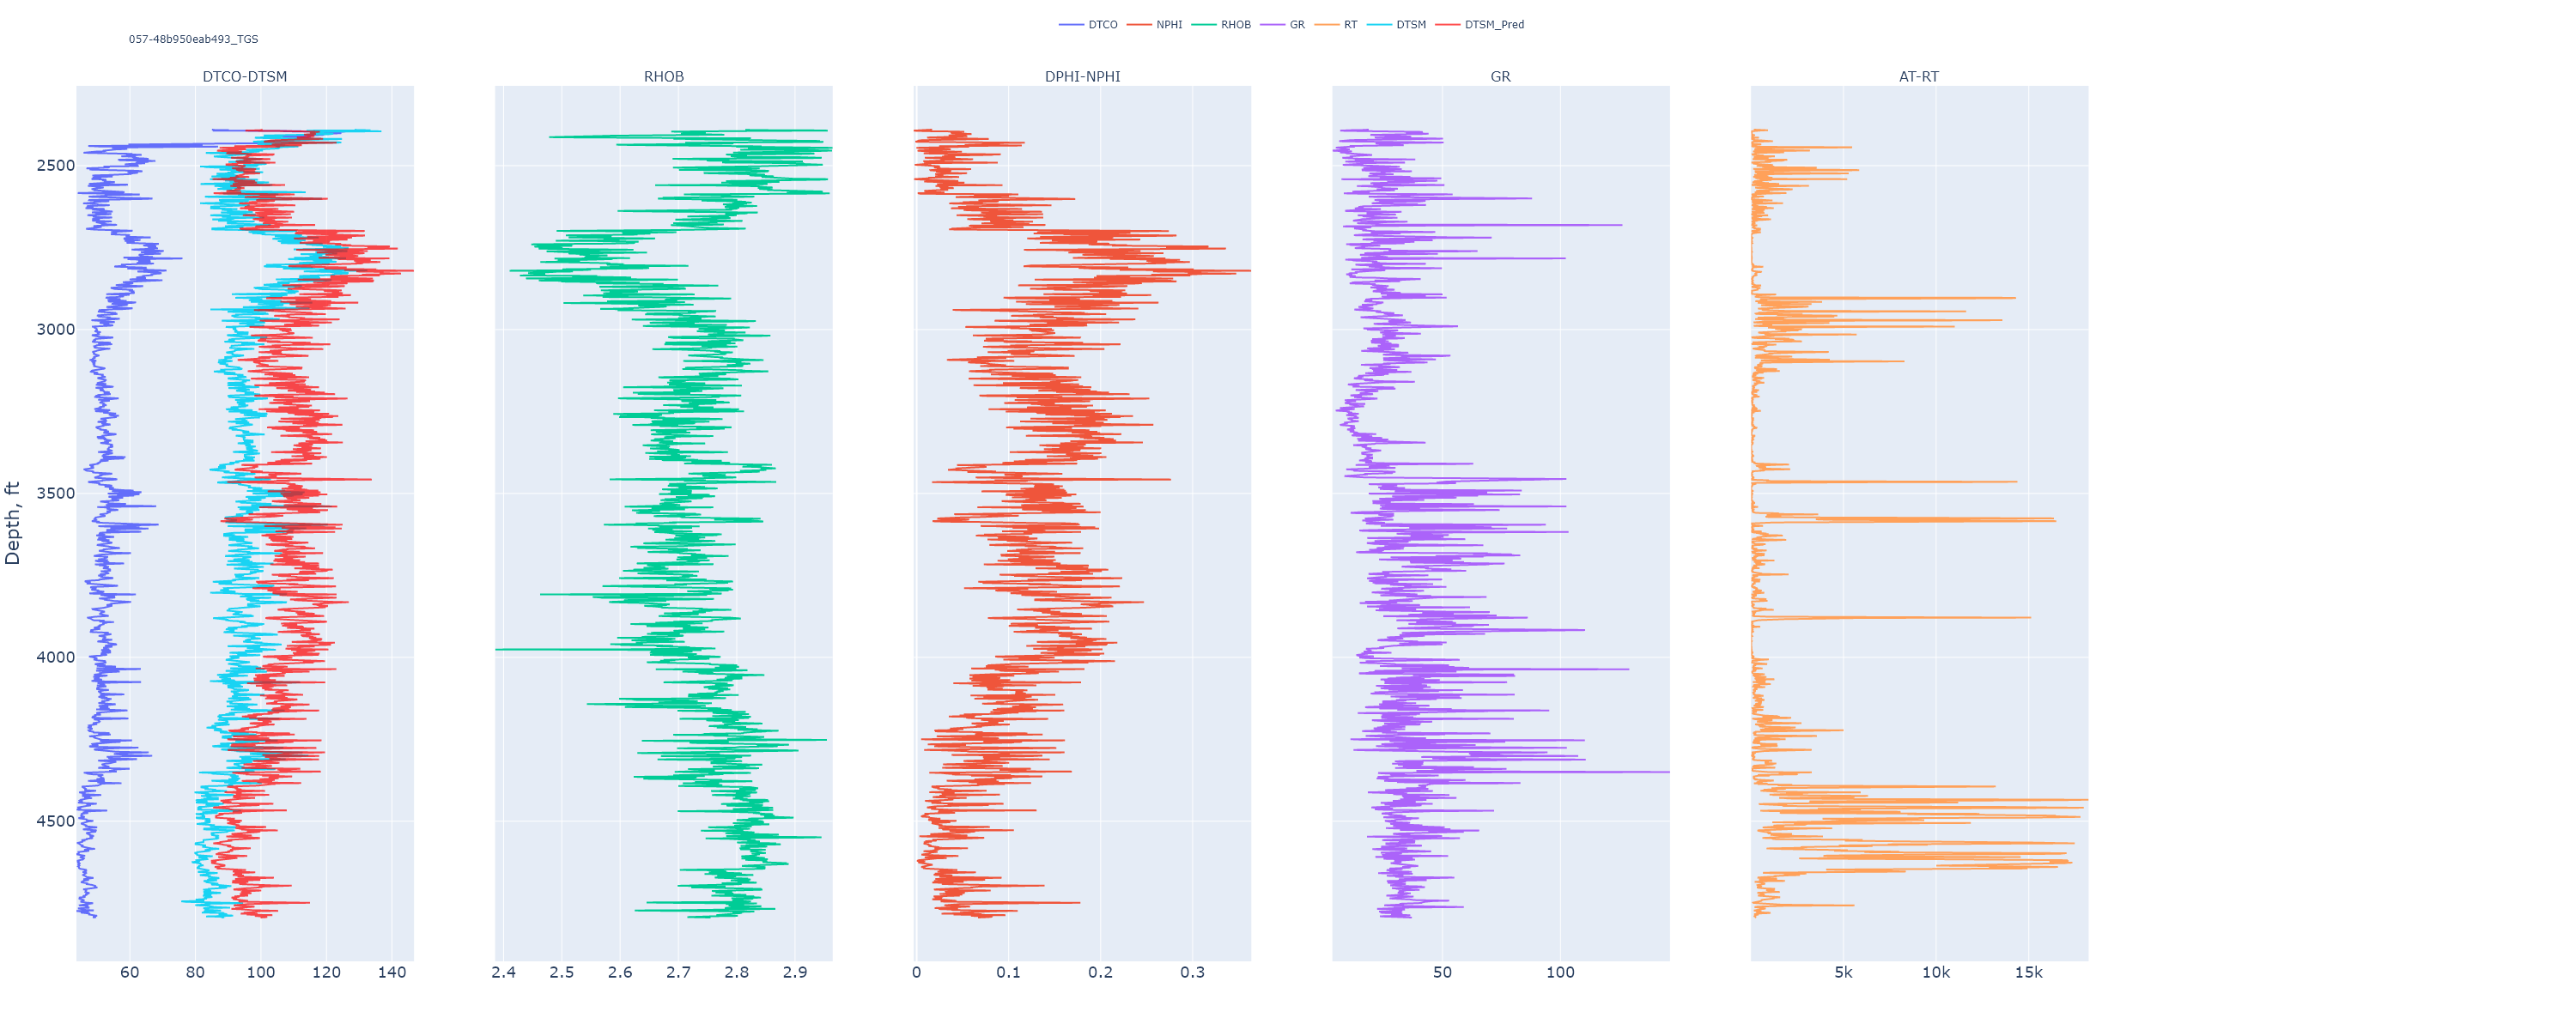 DTCO NPHI RHOB GR RT DTSM DTSM_Pred
057-48b950eab493_TGS
DTCO-DTSM RHOB DPHI-NPHI GR AT-RT
Depth, ft
2500
3000
3500
4000
4500
60 80 100 120 140 2.4 2.5 2.6 2.7 2.8 2.9 0 0.1 0.2 0.3 50 100 5k 10k 15k